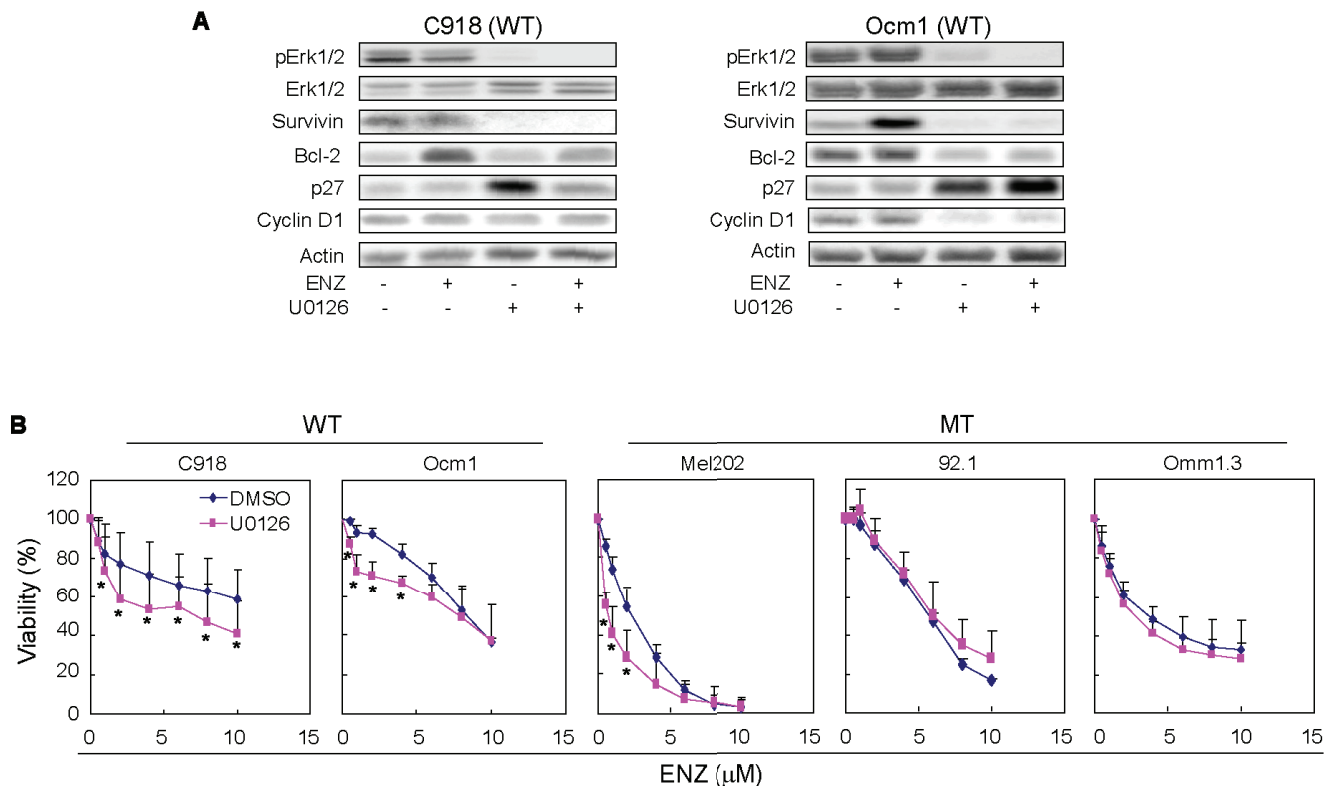 A
C918 (WT)
pErk1/2
Erk1/2
Survivin
Bcl-2
p27
Cyclin D1
Actin
ENZ - + - +
U0126 - - + +
Ocm1 (WT)
pErk1/2
Erk1/2
Survivin
Bcl-2
p27
Cyclin D1
Actin
ENZ - + - +
U0126 - - + +
B
WT MT
C918 Ocm1 Mel202 92.1 Omm1.3
Viability (%)
120
100
80
60
40
20
0
DMSO
U0126
* * * * * *
* * * *
* * *
0 5 10 15 0 5 10 15 0 5 10 15 0 5 10 15 0 5 10 15
ENZ (μM)